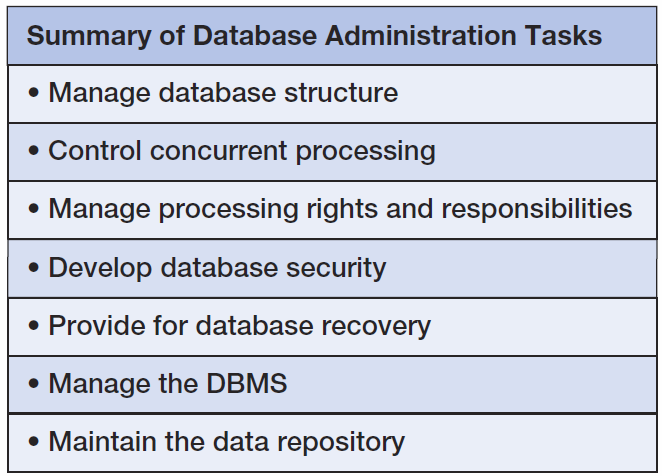 Summary of Database Administration Tasks
• Manage database structure
• Control concurrent processing
• Manage processing rights and responsibilities
• Develop database security
• Provide for database recovery
• Manage the DBMS
• Maintain the data repository